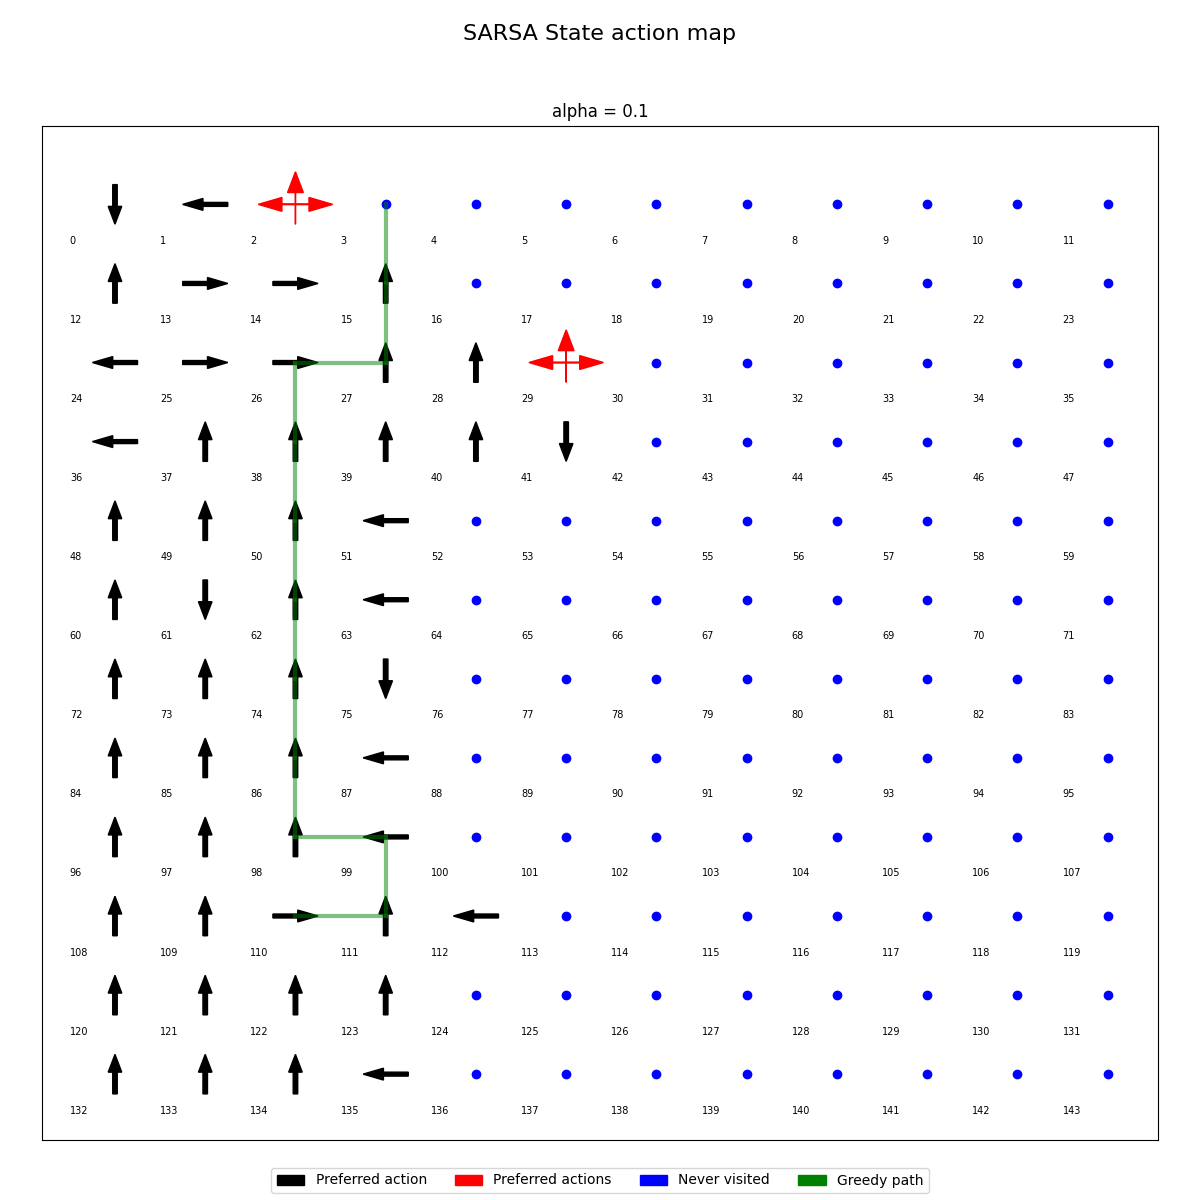 SARSA State action map
alpha = 0.1
0 1 2 3 4 5 6 7 8 9 10 11
12 13 14 15 16 17 18 19 20 21 22 23
24 25 26 27 28 29 30 31 32 33 34 35
36 37 38 39 40 41 42 43 44 45 46 47
48 49 50 51 52 53 54 55 56 57 58 59
60 61 62 63 64 65 66 67 68 69 70 71
72 73 74 75 76 77 78 79 80 81 82 83
84 85 86 87 88 89 90 91 92 93 94 95
96 97 98 99 100 101 102 103 104 105 106 107
108 109 110 111 112 113 114 115 116 117 118 119
120 121 122 123 124 125 126 127 128 129 130 131
132 133 134 135 136 137 138 139 140 141 142 143
Preferred action Preferred actions Never visited Greedy path